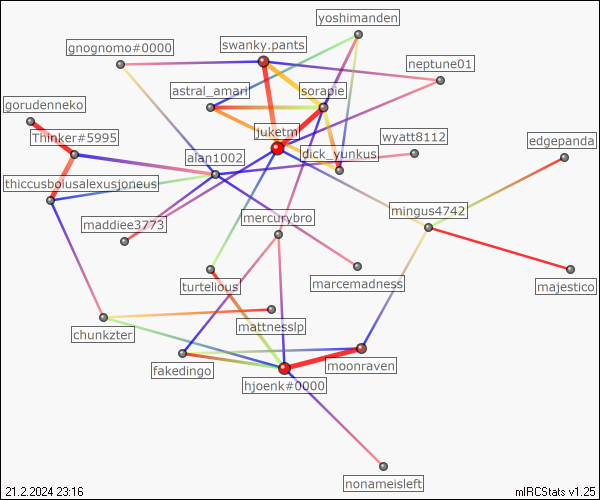 yoshimanden
swanky.pants
gnognomo#0000
neptune01
astral_amari
sorapie
gorudenneko
juketm
Thinker#5995
wyatt8112
edgepanda
dick_yunkus
alan1002
thiccusboiusalexusjoneus
mercurybro
mingus4742
maddiee3773
turtellous
marcemadness
majestico
mattnesslp
chunkzter
moonraven
fakedingo
hjoenk#0000
nonameisleft
21.2.2024 23:16
mIRCStats v1.25